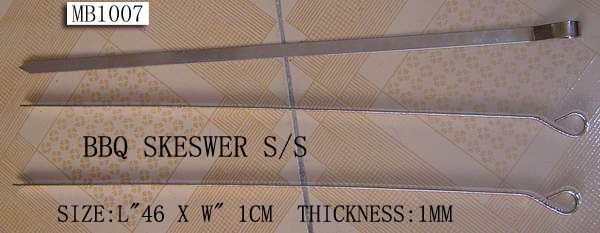 MB1007
BBQ SKESWER S/S
SIZE:L"46 X W" 1CM THICKNESS:1MM